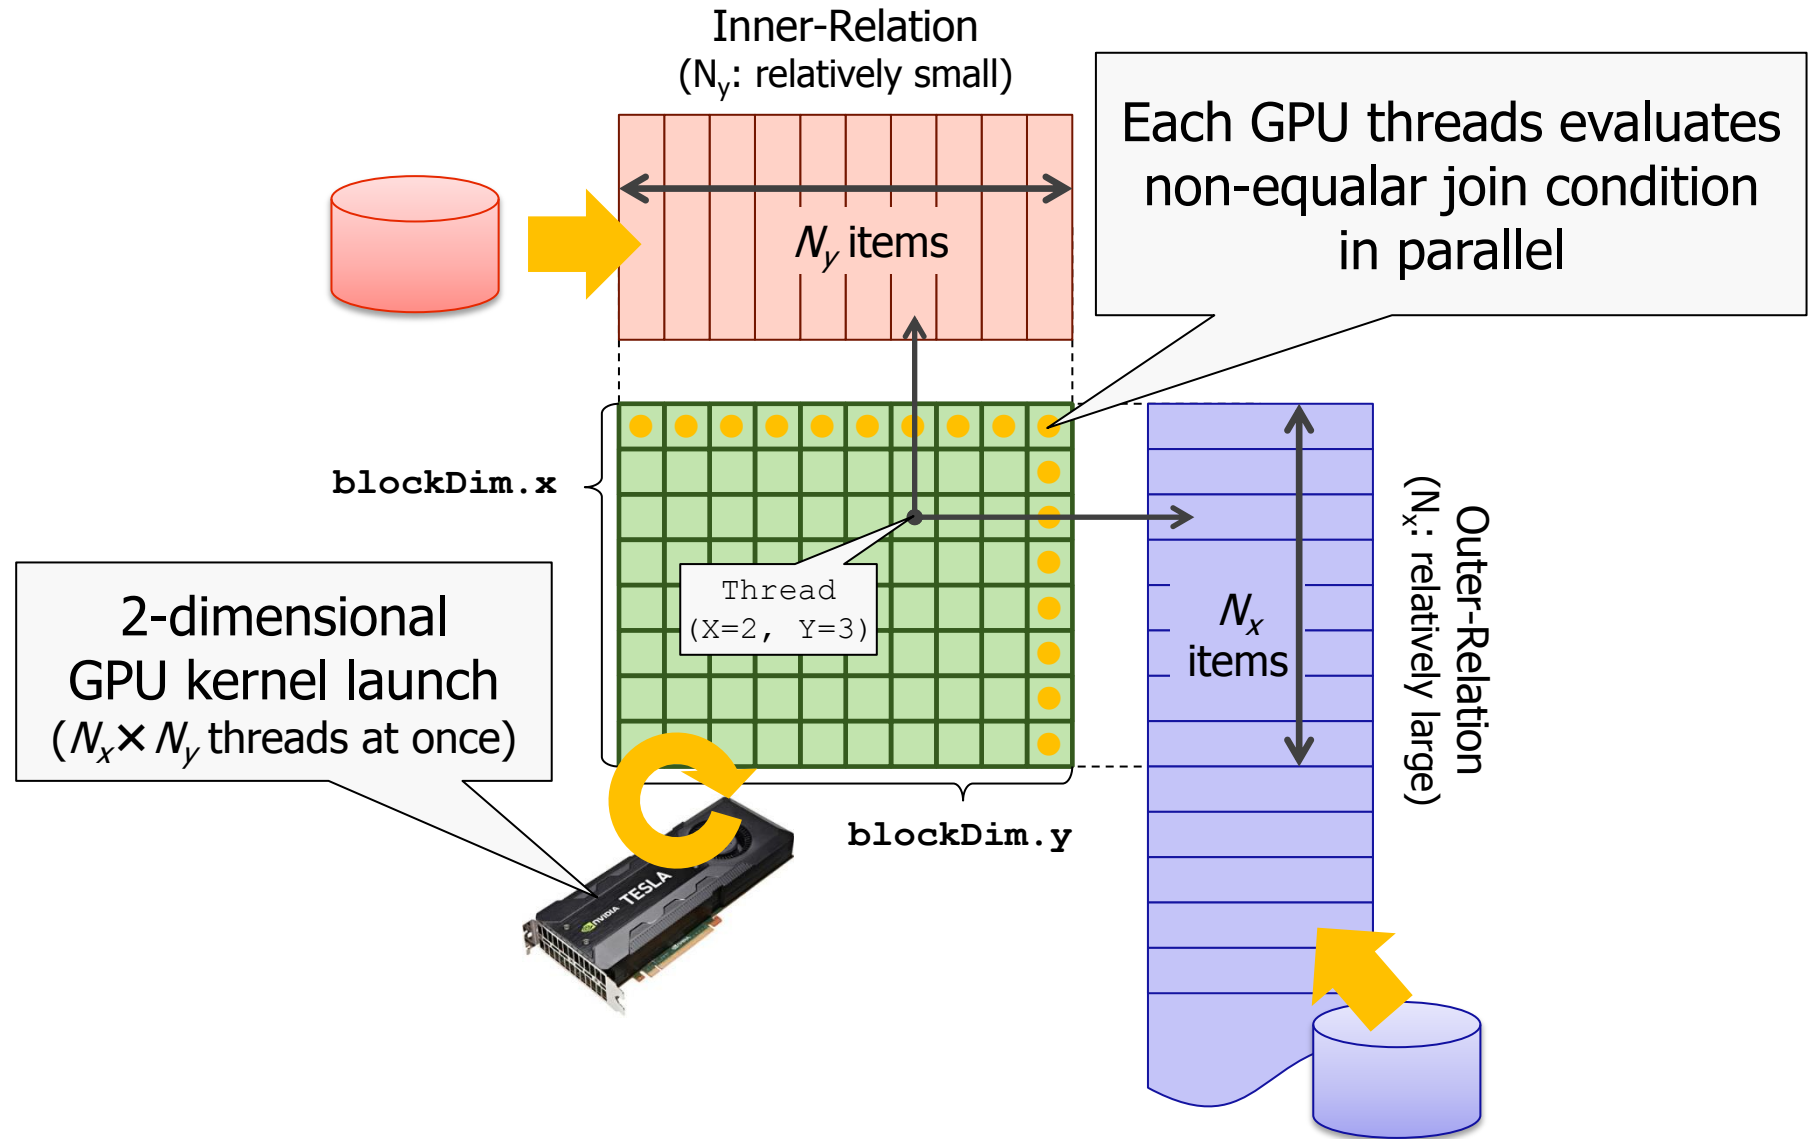 Inner-Relation
(Ny: relatively small)
Each GPU threads evaluates
non-equalar join condition
in parallel
Ny items
blockDim.x
Thread
(X=2, Y=3)
2-dimensional
GPU kernel launch
(Nx×Ny threads at once)
Nx
items
Outer-Relation
(Nx: relatively large)
blockDim.y
NVIDIA TESLA